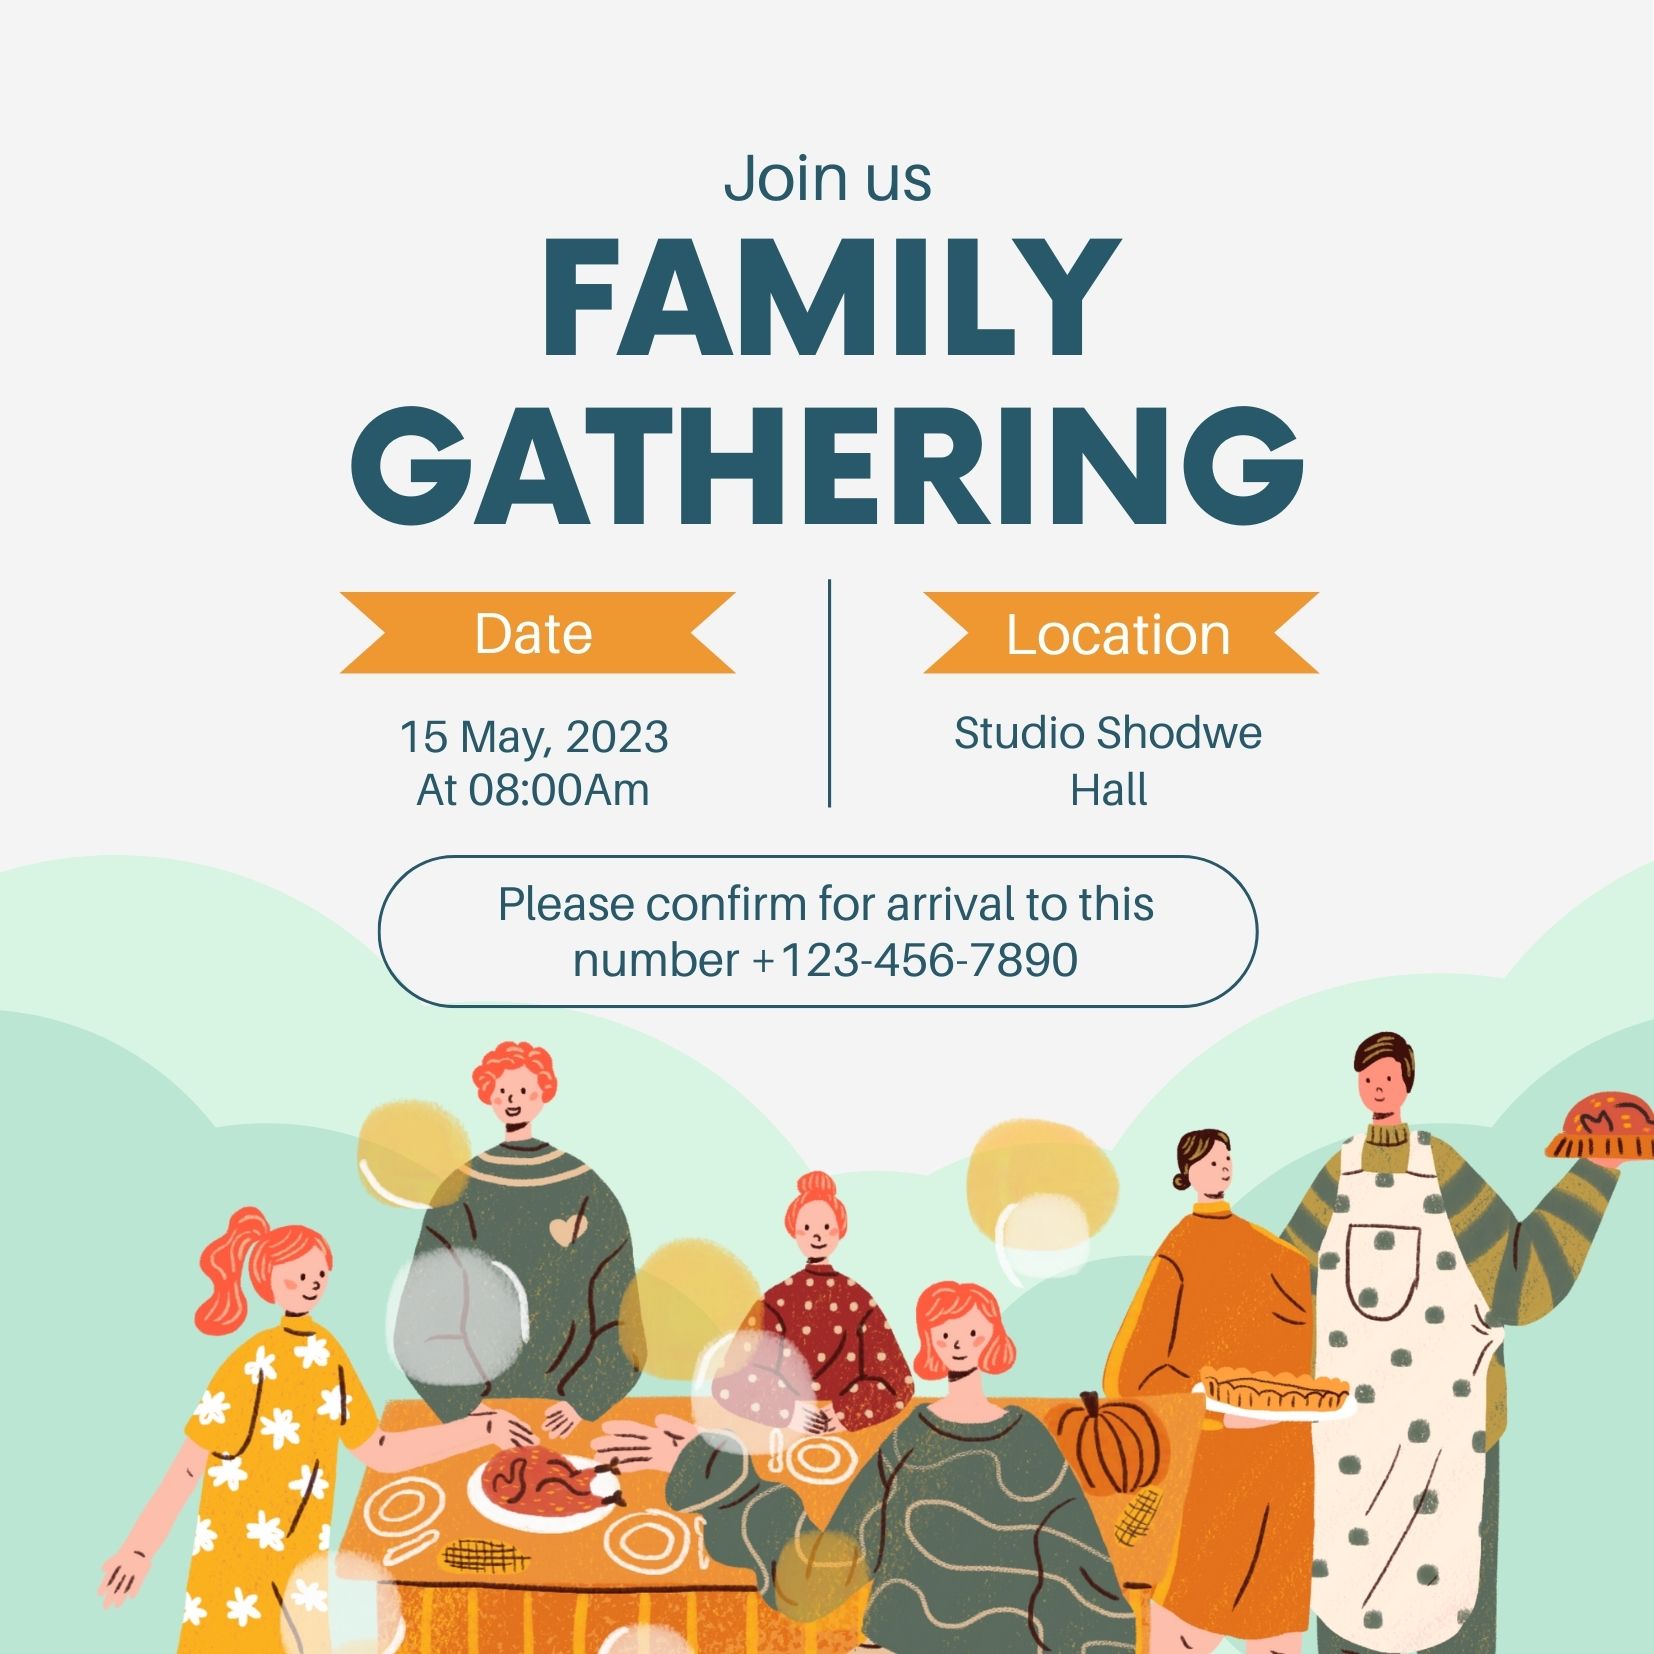 Join us
FAMILY
GATHERING
Date
15 May, 2023
At 08:00Am
Location
Studio Shodwe
Hall
Please confirm for arrival to this
number +123-456-7890